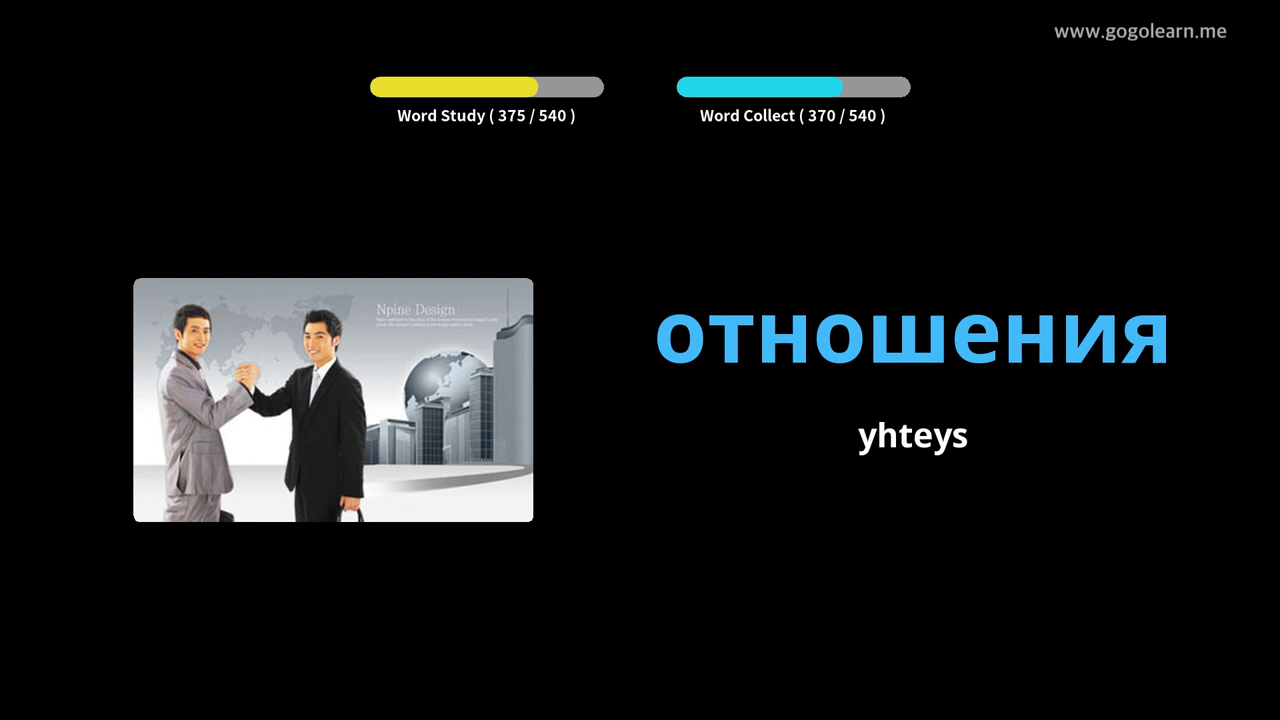 www.gogolearn.me
Word Study ( 375 / 540 )
Word Collect ( 370 / 540 )
Npine Design
отношения
yhteys